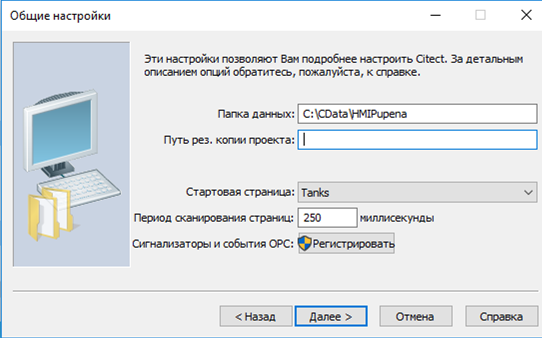 Общие настройки
Эти настройки позволяют Вам подробнее настроить Citect. За детальным
описанием опций обратитесь, пожалуйста, к справке.
Папка данных: C:\CData\HMIPupena
Путь рез. копии проекта:
Стартовая страница: Tanks
Период сканирования страниц: 250 миллисекунды
Сигнализаторы и события OPC: Регистрировать
< Назад Далее > Отмена Справка